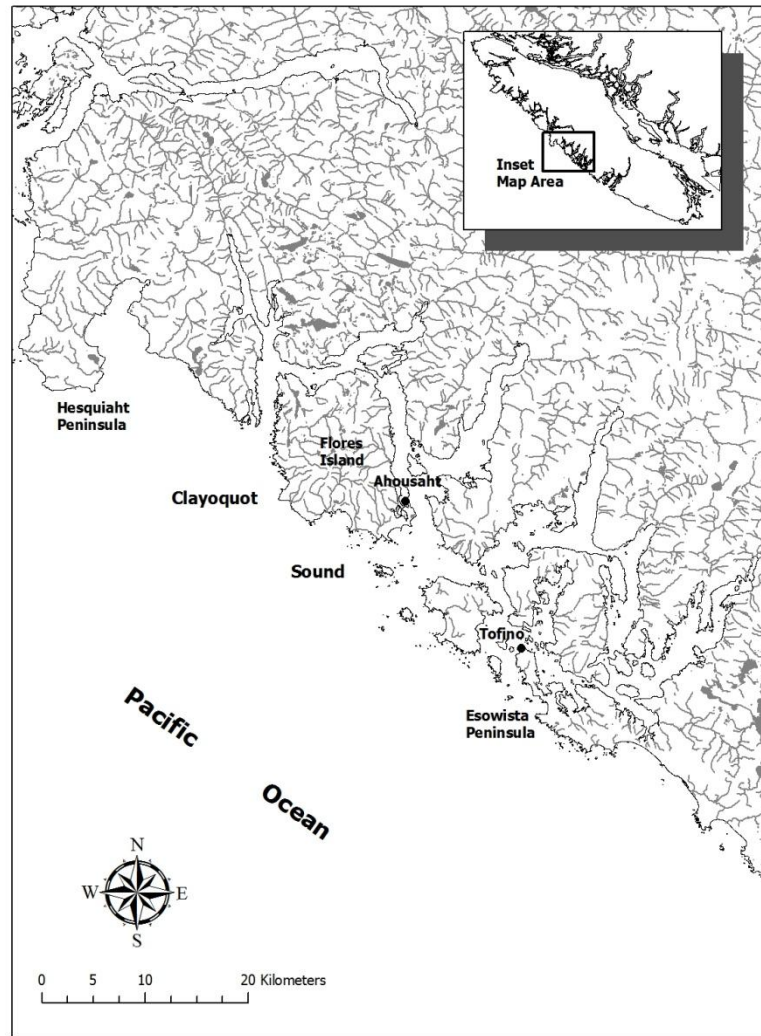 Inset
Map Area
Hesquiaht
Peninsula
Flores
Island
Ahousaht
Clayoquot
Sound
Tofino
Esowista
Peninsula
Pacific
Ocean
N
W
E
S
0 5 10 20 Kilometers